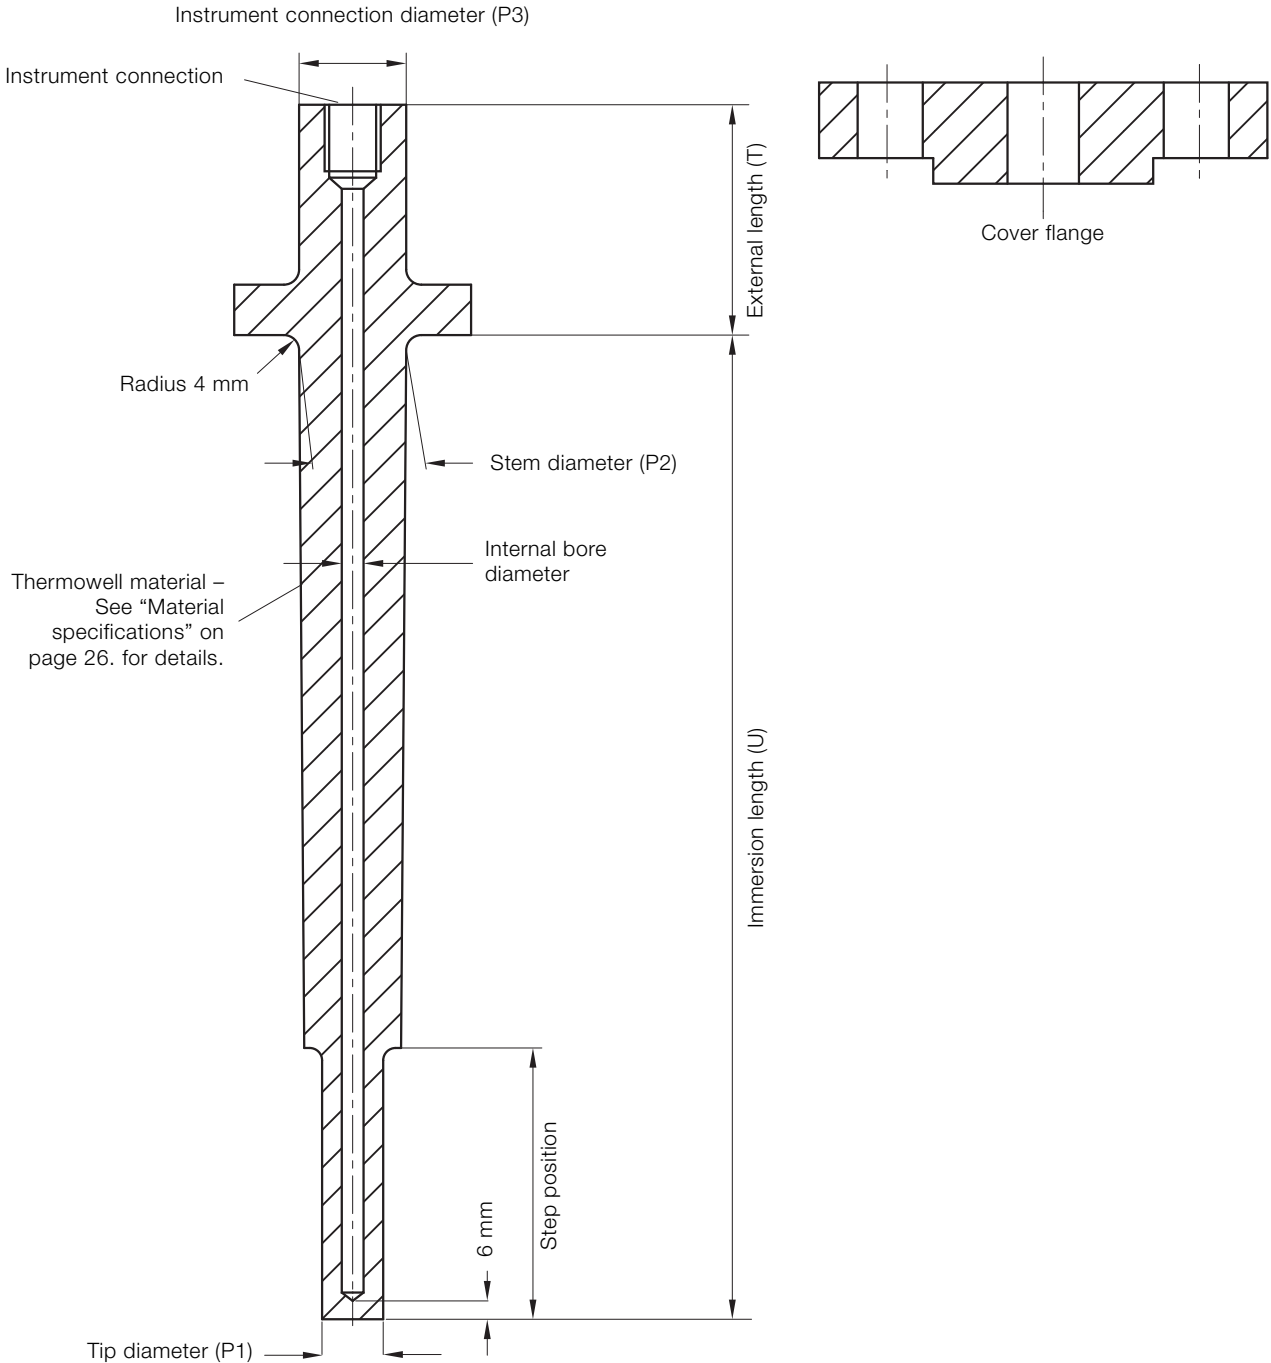 Instrument connection diameter (P3)
Instrument connection
External length (T)
Cover flange
Radius 4 mm
Stem diameter (P2)
Internal bore
diameter
Thermowell material –
See “Material
specifications” on
page 26. for details.
Immersion length (U)
Step position
6 mm
Tip diameter (P1)